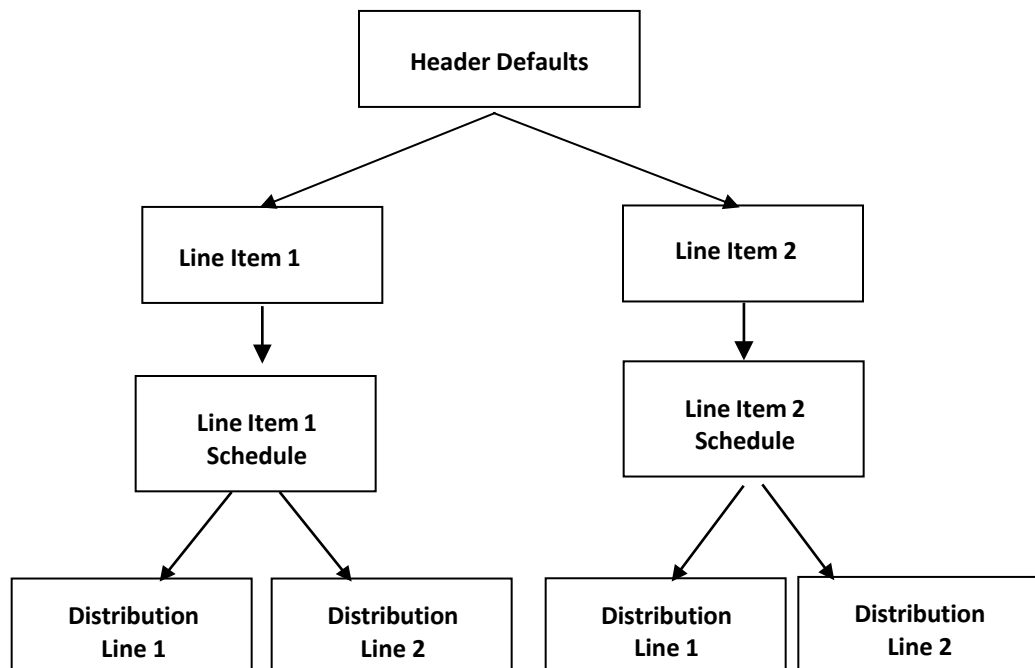 Header Defaults
Line Item 1
Line Item 2
Line Item 1
Schedule
Line Item 2
Schedule
Distribution
Line 1
Distribution
Line 2
Distribution
Line 1
Distribution
Line 2